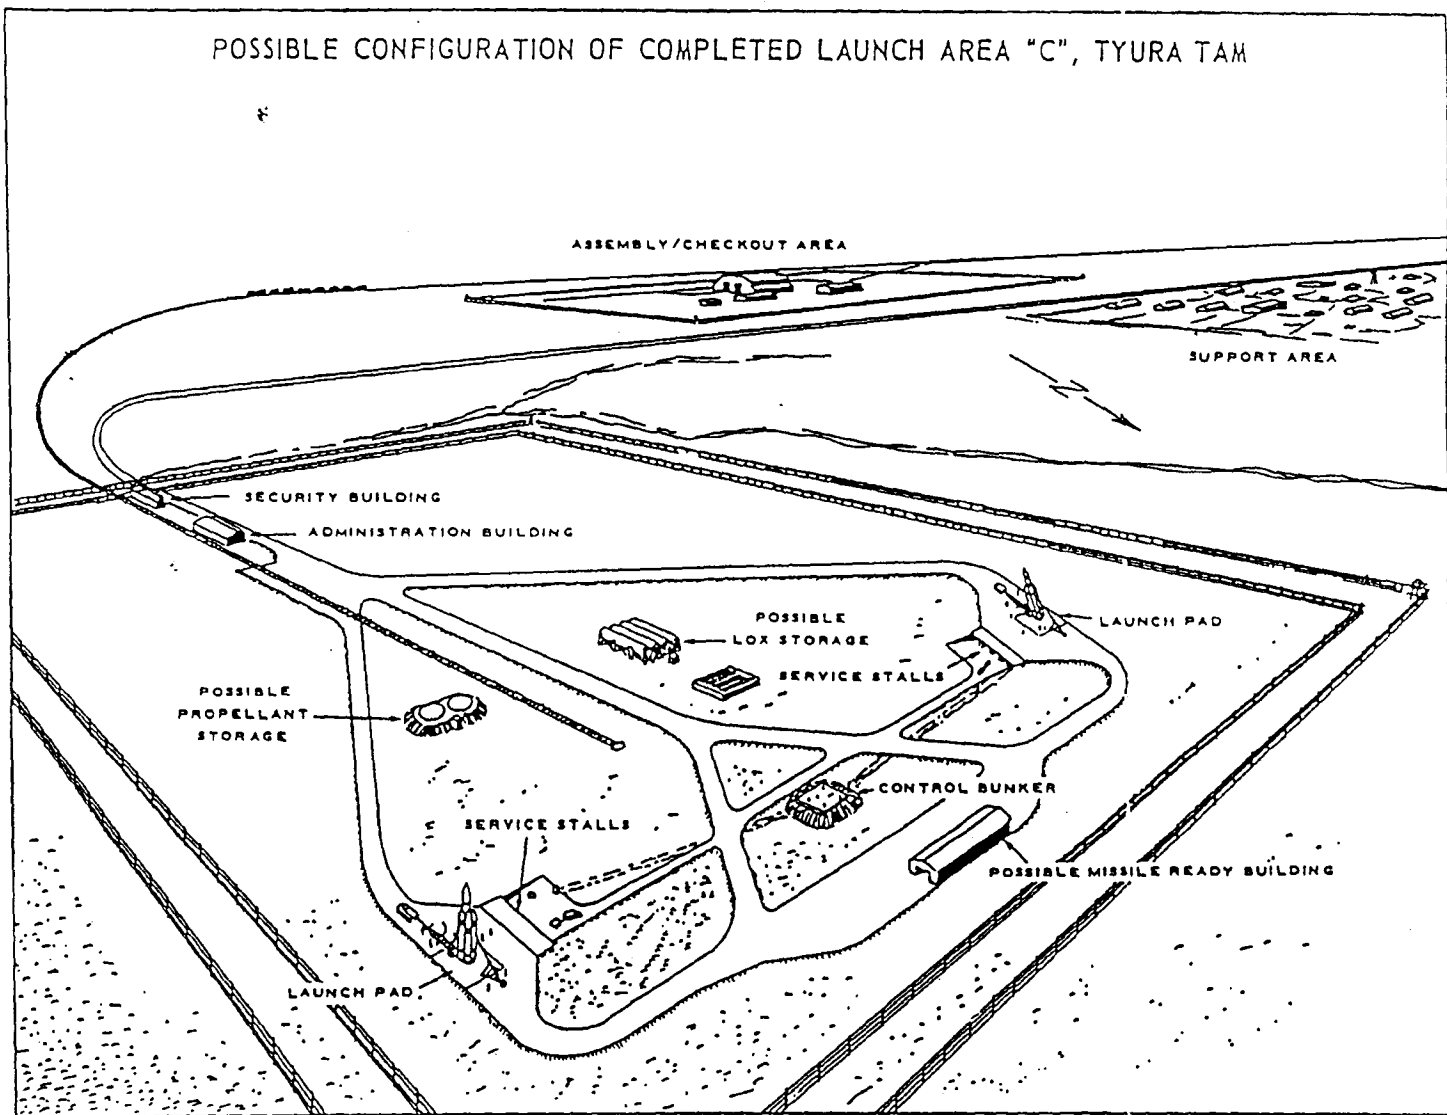 POSSIBLE CONFIGURATION OF COMPLETED LAUNCH AREA "C", TYURA TAM
ASSEMBLY/CHECKOUT AREA
SUPPORT AREA
N
SECURITY BUILDING
ADMINISTRATION BUILDING
POSSIBLE
LOX STORAGE
LAUNCH PAD
SERVICE STALLS
POSSIBLE
PROPELLANT
STORAGE
CONTROL BUNKER
SERVICE STALLS
POSSIBLE MISSILE READY BUILDING
LAUNCH PAD